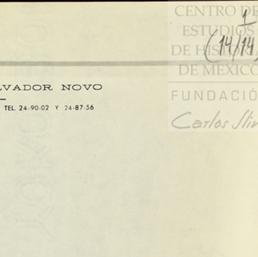 CENTRO DE
ESTUDIOS
DE HIS
DE MÉXICO
FUNDACIÓ
Carlos Slim
1
(14/14)
LVADOR NOVO
TEL. 24-90-02 Y 24-87-56